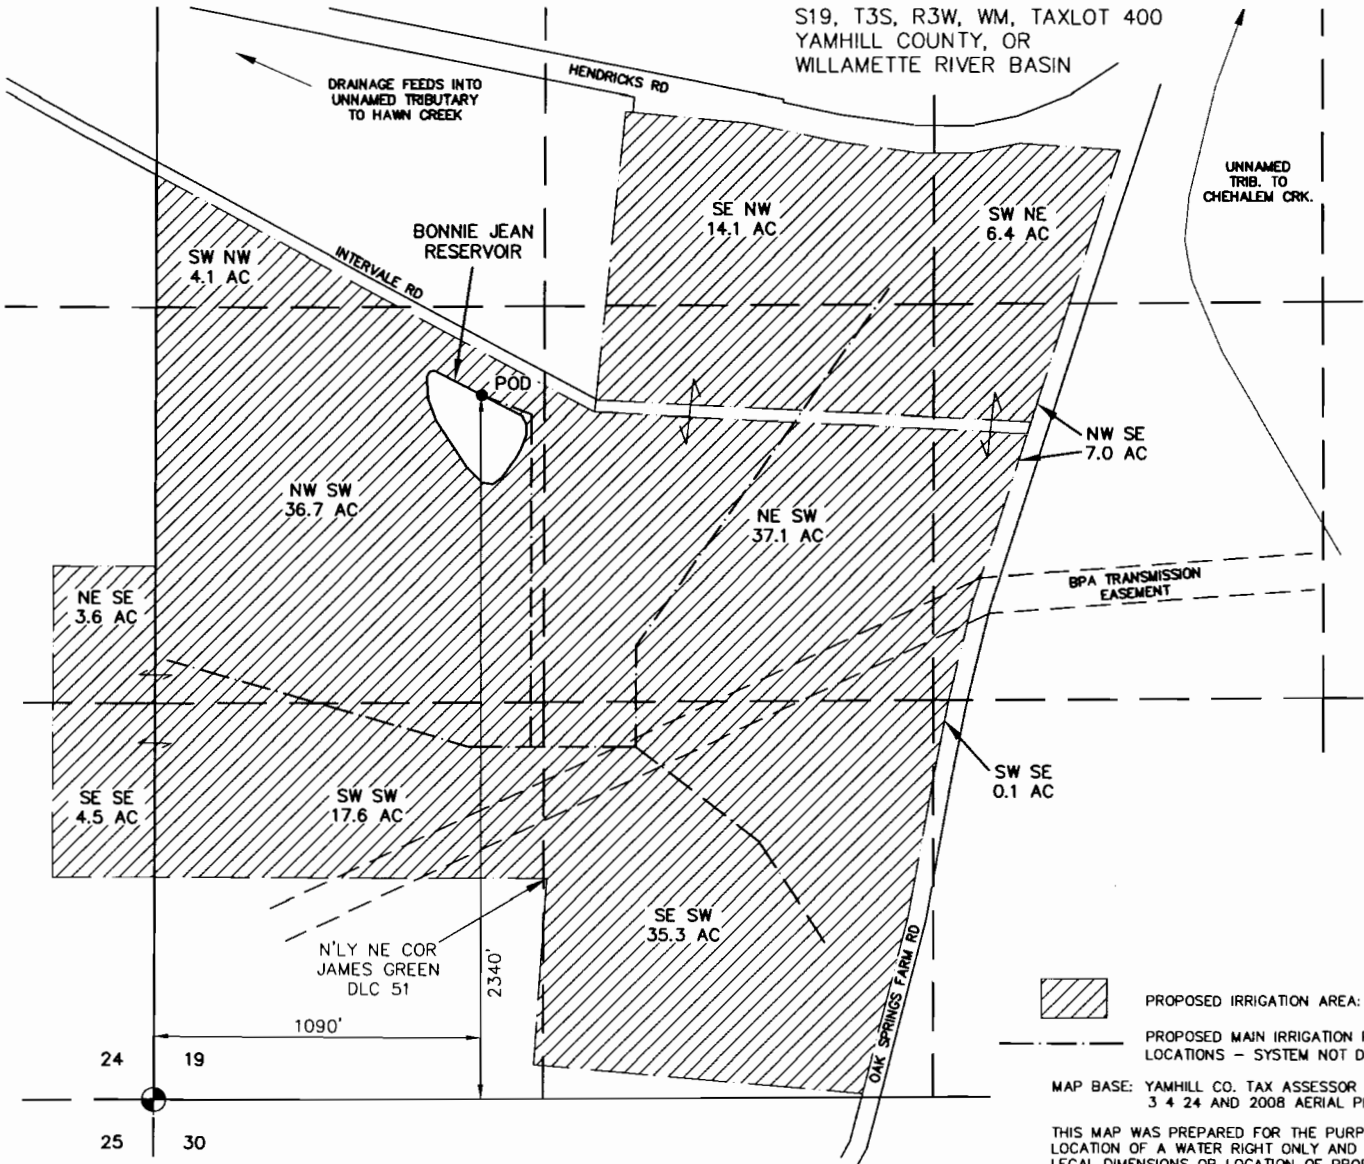 S19, T3S, R3W, WM, TAXLOT 400
YAMHILL COUNTY, OR
WILLAMETTE RIVER BASIN
HENDRICKS RD
DRAINAGE FEEDS INTO
UNNAMED TRIBUTARY
TO HAWN CREEK
UNNAMED
TRIB. TO
CHEHALEM CRK.
SE NW
14.1 AC
SW NE
6.4 AC
BONNIE JEAN
RESERVOIR
SW NW
4.1 AC
INTERVALE RD
POD
NW SE
7.0 AC
NW SW
36.7 AC
NE SW
37.1 AC
BPA TRANSMISSION
EASEMENT
NE SE
3.6 AC
SW SE
0.1 AC
SE SE
4.5 AC
SW SW
17.6 AC
SE SW
35.3 AC
N'LY NE COR
JAMES GREEN
DLC 51
2340'
OAK SPRINGS FARM RD
1090'
24 19
25 30
PROPOSED IRRIGATION AREA:
PROPOSED MAIN IRRIGATION
LOCATIONS - SYSTEM NOT
MAP BASE: YAMHILL CO. TAX ASSESSOR
3 4 24 AND 2008 AERIAL
THIS MAP WAS PREPARED FOR THE
LOCATION OF A WATER RIGHT ONLY AND
LEGAL DIMENSIONS OR LOCATION OF